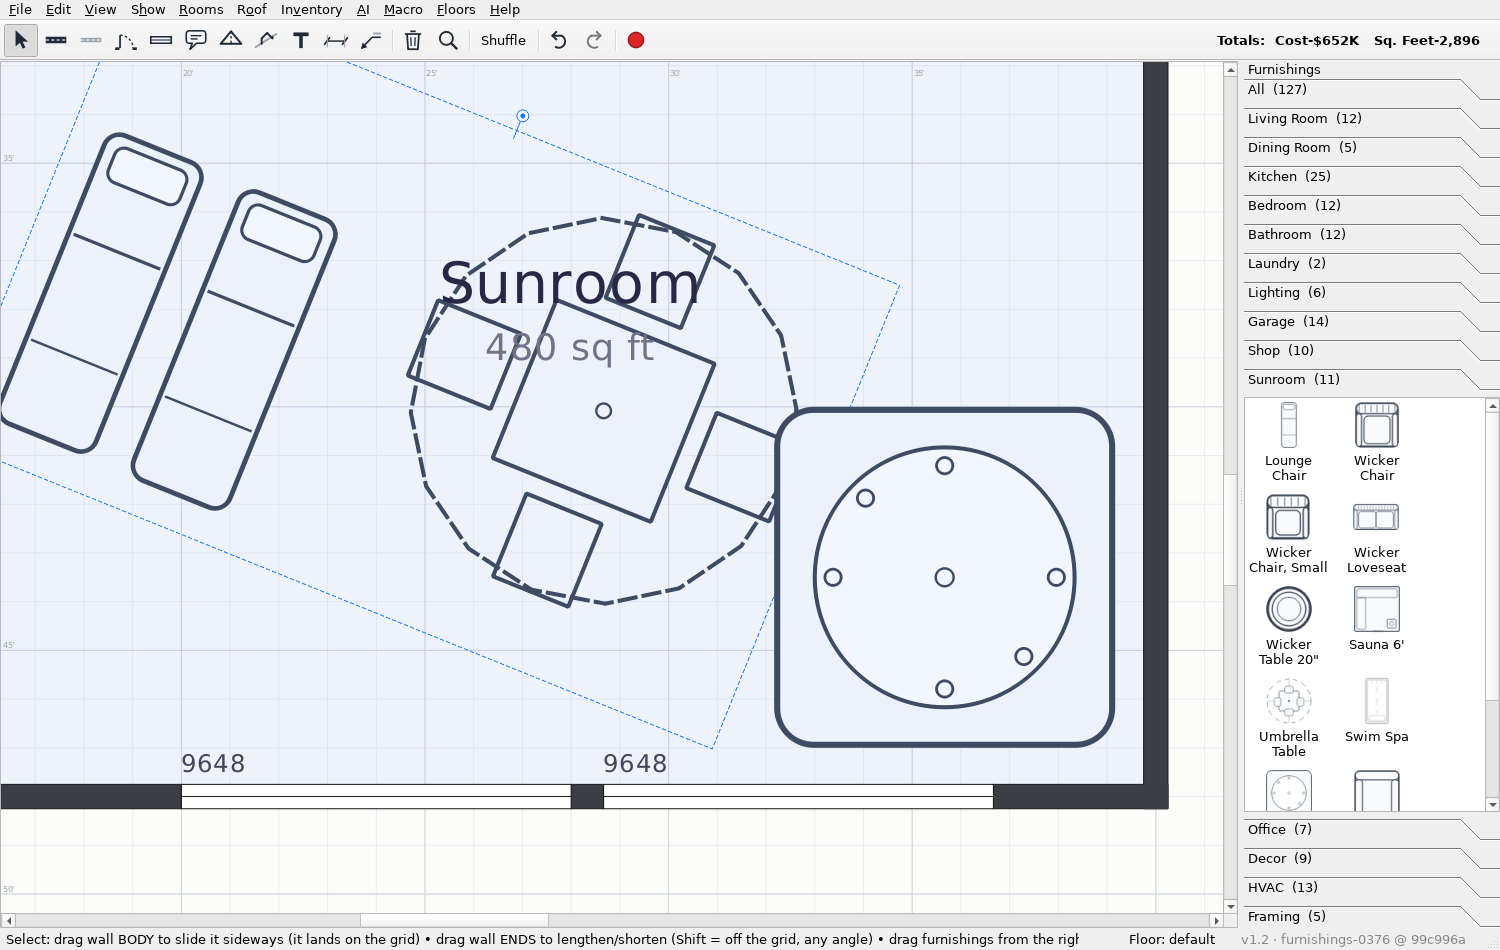 File Edit View Show Rooms Roof Inventory AI Macro Floors Help
Shuffle
Totals: Cost-$652K Sq. Feet-2,896
20' 25' 30' 35'
35'
45'
50'
Sunroom
480 sq ft
9648 9648
Furnishings
All (127)
Living Room (12)
Dining Room (5)
Kitchen (25)
Bedroom (12)
Bathroom (12)
Laundry (2)
Lighting (6)
Garage (14)
Shop (10)
Sunroom (11)
Lounge Chair
Wicker Chair
Wicker Chair, Small
Wicker Loveseat
Wicker Table 20"
Sauna 6'
Umbrella Table
Swim Spa
Office (7)
Decor (9)
HVAC (13)
Framing (5)
Select: drag wall BODY to slide it sideways (it lands on the grid) • drag wall ENDS to lengthen/shorten (Shift = off the grid, any angle) • drag furnishings from the
Floor: default
v1.2 · furnishings-0376 @ 99c996a